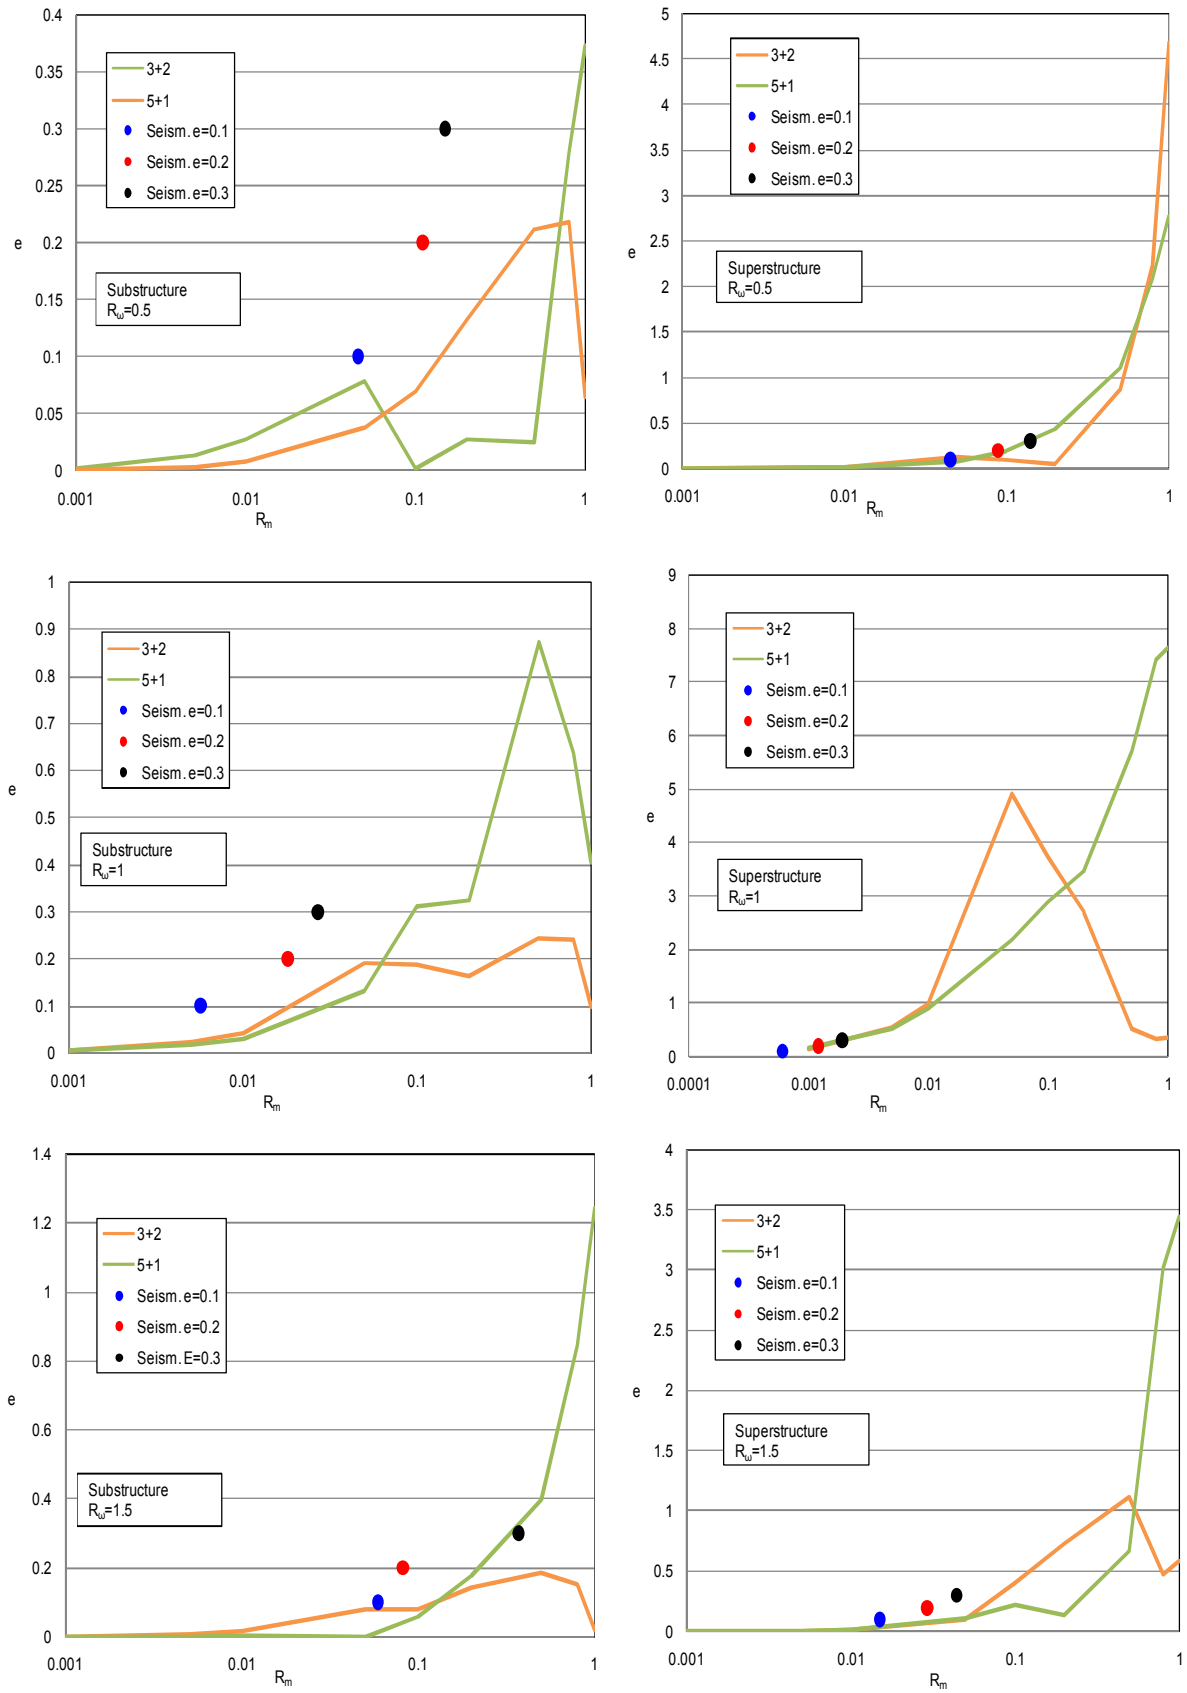 0.4
0.35
0.3
0.25
0.2
0.15
0.1
0.05
0
e
3+2
5+1
Seism. e=0.1
Seism. e=0.2
Seism. e=0.3
Substructure
Rω=0.5
0.001
0.01
0.1
1
Rm
5
4.5
4
3.5
3
2.5
2
1.5
1
0.5
0
e
3+2
5+1
Seism. e=0.1
Seism. e=0.2
Seism. e=0.3
Superstructure
Rω=0.5
0.001
0.01
0.1
1
Rm
1
0.9
0.8
0.7
0.6
0.5
0.4
0.3
0.2
0.1
0
e
3+2
5+1
Seism. e=0.1
Seism. e=0.2
Seism. e=0.3
Substructure
Rω=1
0.001
0.01
0.1
1
Rm
9
8
7
6
5
4
3
2
1
0
e
3+2
5+1
Seism. e=0.1
Seism. e=0.2
Seism. e=0.3
Superstructure
Rω=1
0.0001
0.001
0.01
0.1
1
Rm
1.4
1.2
1
0.8
0.6
0.4
0.2
0
e
3+2
5+1
Seism. e=0.1
Seism. e=0.2
Seism. E=0.3
Substructure
Rω=1.5
0.001
0.01
0.1
1
Rm
4
3.5
3
2.5
2
1.5
1
0.5
0
e
3+2
5+1
Seism. e=0.1
Seism. e=0.2
Seism. e=0.3
Superstructure
Rω=1.5
0.001
0.01
0.1
1
Rm